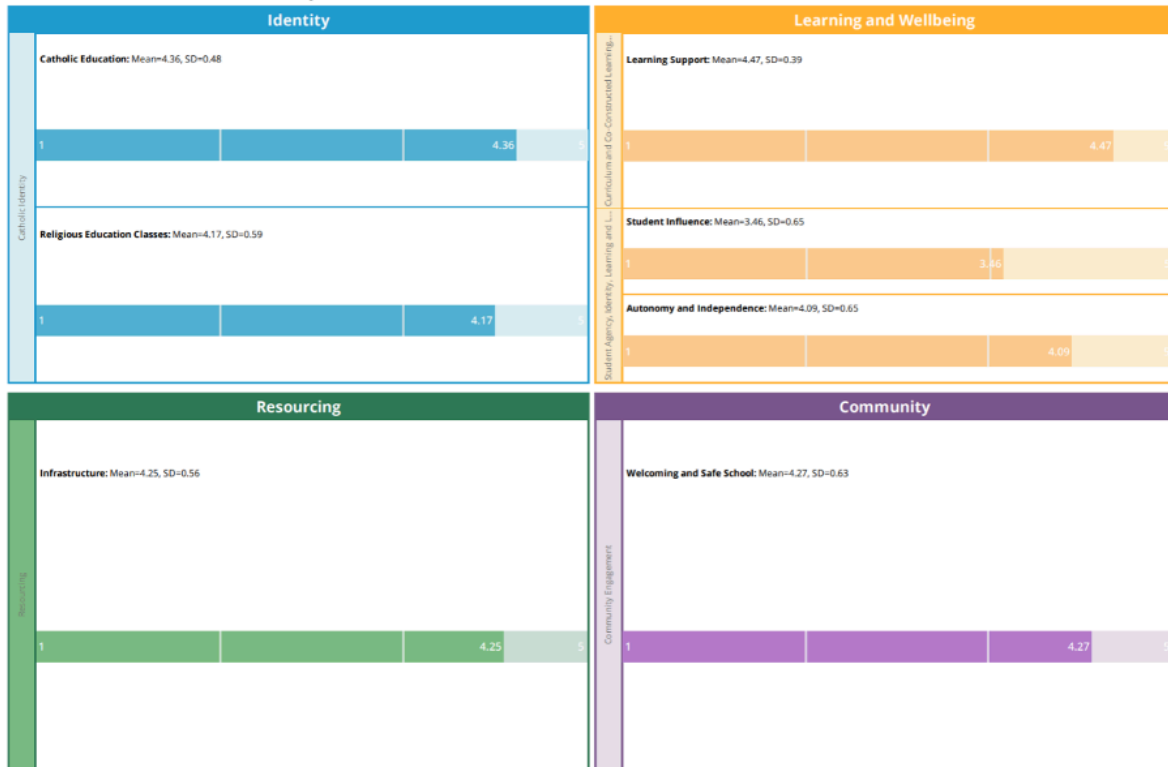 Identity
Catholic Identity
Catholic Education: Mean=4.36, SD=0.48
1 4.36 5
Religious Education Classes: Mean=4.17, SD=0.59
1 4.17 5
Learning and Wellbeing
Curriculum and Co-Constructed Learning...
Learning Support: Mean=4.47, SD=0.39
1 4.47 5
Student Agency, Identity, Learning and L...
Student Influence: Mean=3.46, SD=0.65
1 3.46 5
Autonomy and Independence: Mean=4.09, SD=0.65
1 4.09 5
Resourcing
Resourcing
Infrastructure: Mean=4.25, SD=0.56
1 4.25 5
Community
Community Engagement
Welcoming and Safe School: Mean=4.27, SD=0.63
1 4.27 5